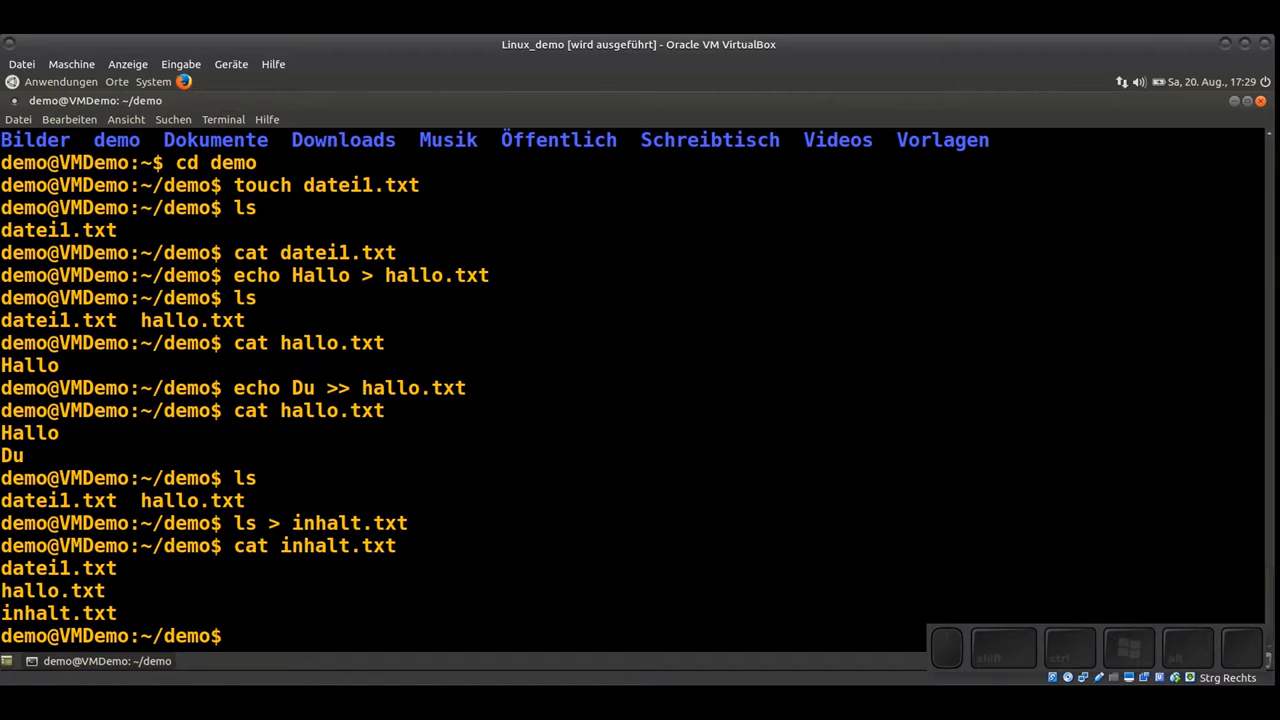 Linux_demo [wird ausgeführt] - Oracle VM VirtualBox
Datei Maschine Anzeige Eingabe Geräte Hilfe
Anwendungen Orte System Sa, 20. Aug., 17:29
demo@VMDemo: ~/demo
Datei Bearbeiten Ansicht Suchen Terminal Hilfe
Bilder demo Dokumente Downloads Musik Öffentlich Schreibtisch Videos Vorlagen
demo@VMDemo:~$ cd demo
demo@VMDemo:~/demo$ touch datei1.txt
demo@VMDemo:~/demo$ ls
datei1.txt
demo@VMDemo:~/demo$ cat datei1.txt
demo@VMDemo:~/demo$ echo Hallo > hallo.txt
demo@VMDemo:~/demo$ ls
datei1.txt hallo.txt
demo@VMDemo:~/demo$ cat hallo.txt
Hallo
demo@VMDemo:~/demo$ echo Du >> hallo.txt
demo@VMDemo:~/demo$ cat hallo.txt
Hallo
Du
demo@VMDemo:~/demo$ ls
datei1.txt hallo.txt
demo@VMDemo:~/demo$ ls > inhalt.txt
demo@VMDemo:~/demo$ cat inhalt.txt
datei1.txt
hallo.txt
inhalt.txt
demo@VMDemo:~/demo$
shift ctrl alt
demo@VMDemo: ~/demo
Strg Rechts